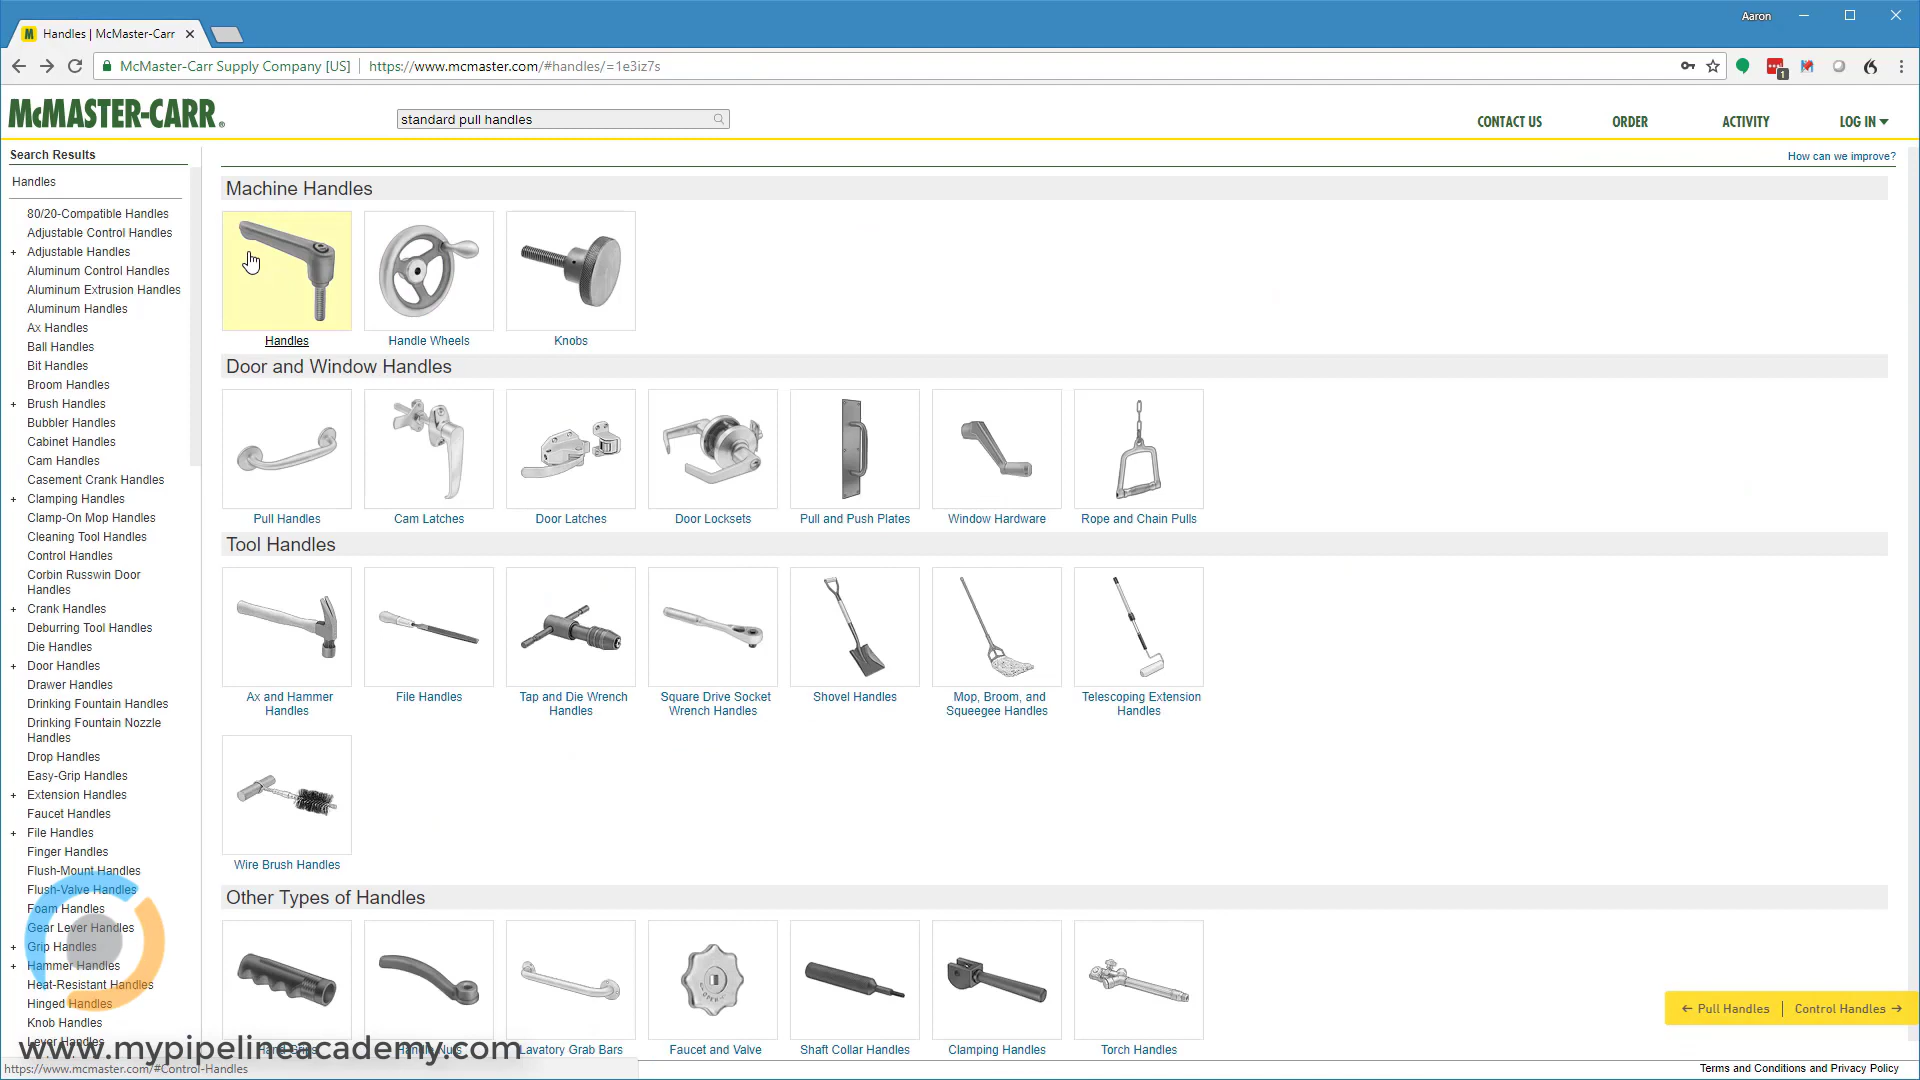 Handles | McMaster-Carr
Aaron
McMaster-Carr Supply Company [US]
https://www.mcmaster.com/#handles/=1e3iz7s
1
McMASTER-CARR®
standard pull handles
CONTACT US
ORDER
ACTIVITY
LOG IN
How can we improve?
Search Results
Handles
80/20-Compatible Handles
Adjustable Control Handles
+ Adjustable Handles
Aluminum Control Handles
Aluminum Extrusion Handles
Aluminum Handles
Ax Handles
Ball Handles
Bit Handles
Broom Handles
+ Brush Handles
Bubbler Handles
Cabinet Handles
Cam Handles
Casement Crank Handles
+ Clamping Handles
Clamp-On Mop Handles
Cleaning Tool Handles
Control Handles
Corbin Russwin Door
Handles
+ Crank Handles
Deburring Tool Handles
Die Handles
+ Door Handles
Drawer Handles
Drinking Fountain Handles
Drinking Fountain Nozzle
Handles
Drop Handles
Easy-Grip Handles
+ Extension Handles
Faucet Handles
+ File Handles
Finger Handles
Flush-Mount Handles
Flush-Valve Handles
Foam Handles
Gear Lever Handles
+ Grip Handles
+ Hammer Handles
Heat-Resistant Handles
Hinged Handles
Knob Handles
Lever Handles
Machine Handles
Handles
Handle Wheels
Knobs
Door and Window Handles
Pull Handles
Cam Latches
Door Latches
Door Locksets
Pull and Push Plates
Window Hardware
Rope and Chain Pulls
Tool Handles
Ax and Hammer
Handles
File Handles
Tap and Die Wrench
Handles
Square Drive Socket
Wrench Handles
Shovel Handles
Mop, Broom, and
Squeegee Handles
Telescoping Extension
Handles
Wire Brush Handles
Other Types of Handles
Hand Grips
Handle Nuts
Lavatory Grab Bars
Faucet and Valve
Shaft Collar Handles
Clamping Handles
Torch Handles
← Pull Handles
Control Handles →
www.mypipelineacademy.com
https://www.mcmaster.com/#Control-Handles
Terms and Conditions and Privacy Policy